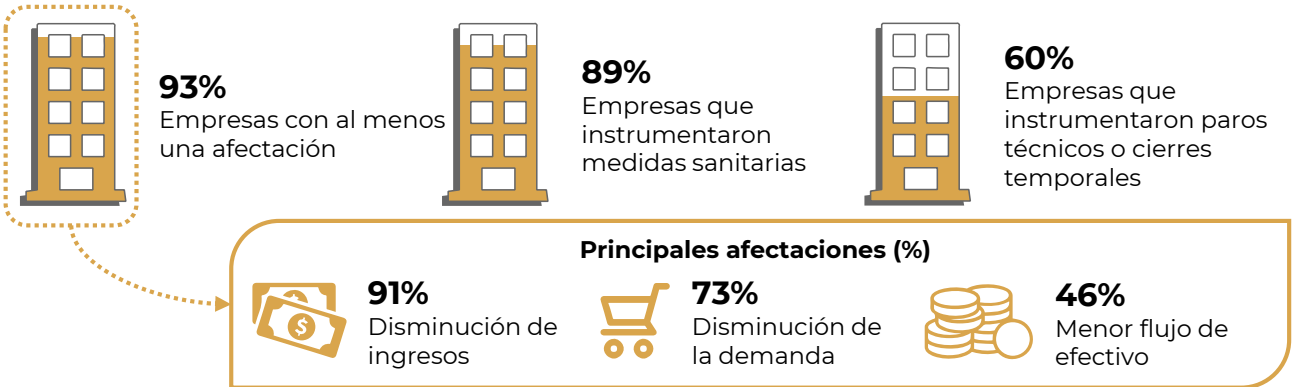 93%
Empresas con al menos
una afectación
89%
Empresas que
instrumentaron
medidas sanitarias
60%
Empresas que
instrumentaron paros
técnicos o cierres
temporales
Principales afectaciones (%)
91%
Disminución de
ingresos
73%
Disminución de
la demanda
46%
Menor flujo de
efectivo